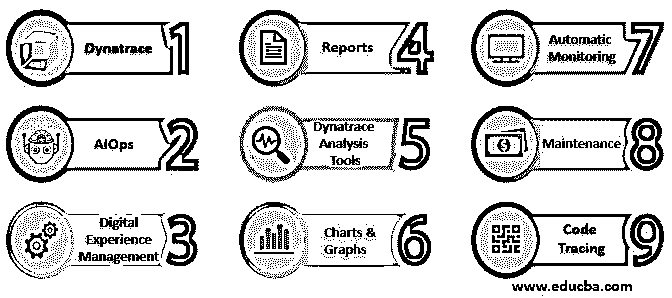 Dynatrace
1
AIOps
2
Digital
Experience
Management
3
Reports
4
Dynatrace
Analysis
Tools
5
Charts &
Graphs
6
Automatic
Monitoring
7
Maintenance
8
Code
Tracing
9
www.educba.com